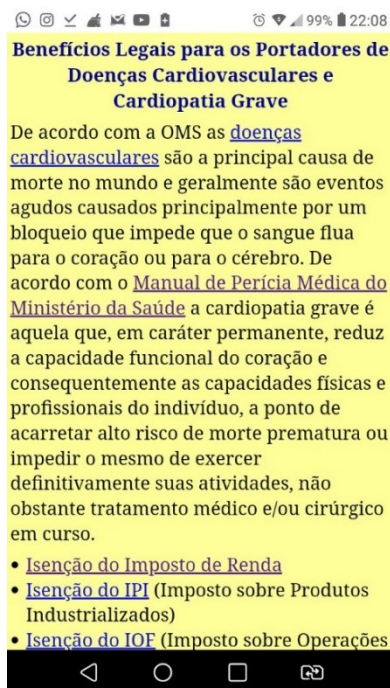 99% 22:08
Benefícios Legais para os Portadores de
Doenças Cardiovasculares e
Cardiopatia Grave
De acordo com a OMS as doenças
cardiovasculares são a principal causa de
morte no mundo e geralmente são eventos
agudos causados principalmente por um
bloqueio que impede que o sangue flua
para o coração ou para o cérebro. De
acordo com o Manual de Perícia Médica do
Ministério da Saúde a cardiopatia grave é
aquela que, em caráter permanente, reduz
a capacidade funcional do coração e
consequentemente as capacidades físicas e
profissionais do indivíduo, a ponto de
acarretar alto risco de morte prematura ou
impedir o mesmo de exercer
definitivamente suas atividades, não
obstante tratamento médico e/ou cirúrgico
em curso.
• Isenção do Imposto de Renda
• Isenção do IPI (Imposto sobre Produtos
Industrializados)
• Isenção do IOF (Imposto sobre Operações